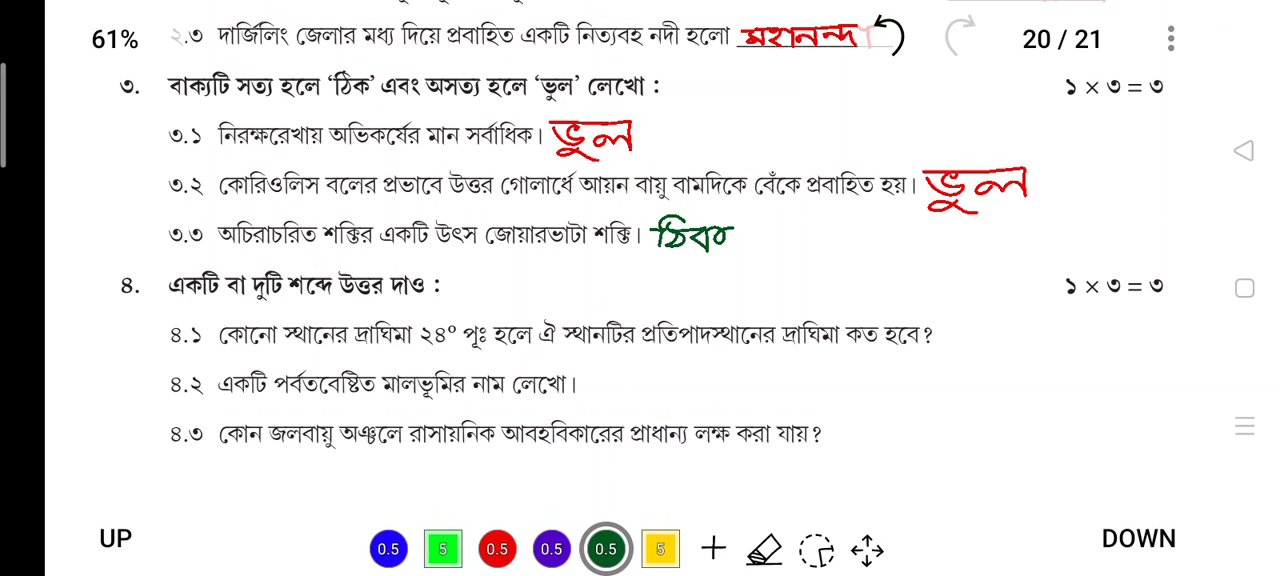 61%
২.৩ দার্জিলিং জেলার মধ্য দিয়ে প্রবাহিত একটি নিত্যবহ নদী হলো মহানন্দা
20 / 21
৩. বাক্যটি সত্য হলে ‘ঠিক’ এবং অসত্য হলে ‘ভুল’ লেখো : ১ × ৩ = ৩
৩.১ নিরক্ষরেখায় অভিকর্ষের মান সর্বাধিক। ভুল
৩.২ কোরিওলিস বলের প্রভাবে উত্তর গোলার্ধে আয়ন বায়ু বামদিকে বেঁকে প্রবাহিত হয়। ভুল
৩.৩ অচিরাচরিত শক্তির একটি উৎস জোয়ারভাটা শক্তি। ঠিক
৪. একটি বা দুটি শব্দে উত্তর দাও : ১ × ৩ = ৩
৪.১ কোনো স্থানের দ্রাঘিমা ২৪° পূঃ হলে ঐ স্থানটির প্রতিপাদস্থানের দ্রাঘিমা কত হবে?
৪.২ একটি পর্বতবেষ্টিত মালভূমির নাম লেখো।
৪.৩ কোন জলবায়ু অঞ্চলে রাসায়নিক আবহবিকারের প্রাধান্য লক্ষ করা যায়?
UP
0.5 5 0.5 0.5 0.5 5
DOWN